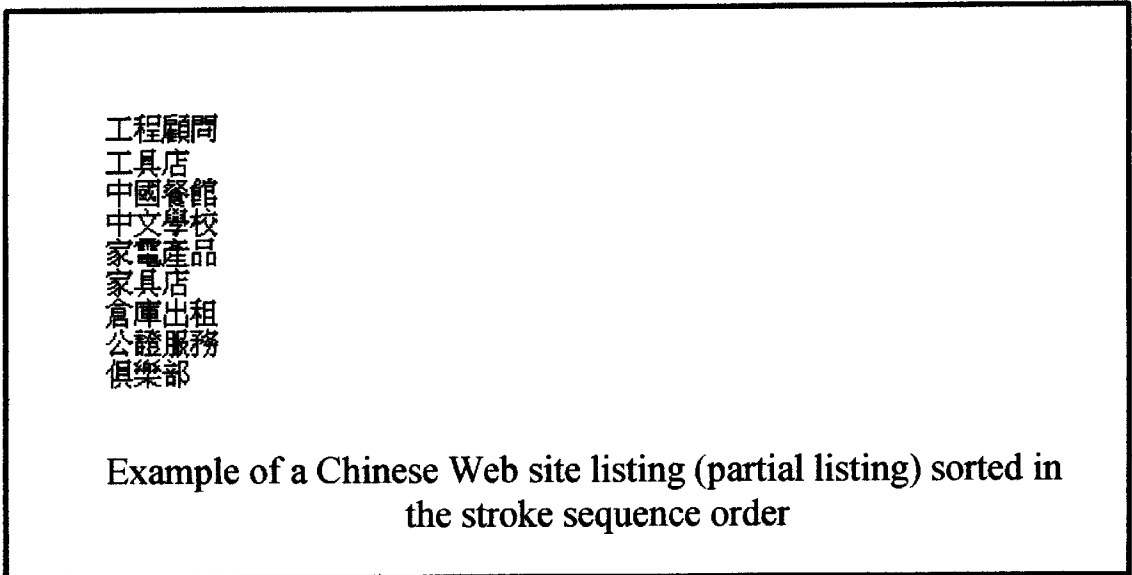 工程顧問
工具店
中國餐館
中文學校
家電產品
家具店
倉庫出租
公證服務
俱樂部
Example of a Chinese Web site listing (partial listing) sorted in
the stroke sequence order